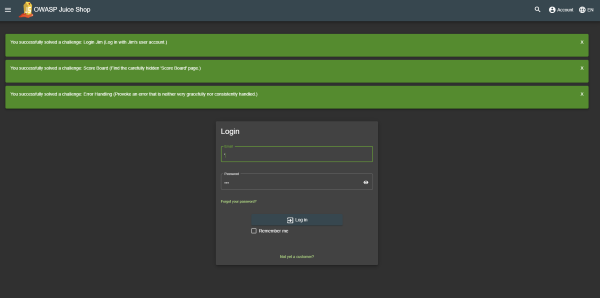 OWASP Juice Shop
Account
EN
You successfully solved a challenge: Login Jim (Log in with Jim's user account.)
X
You successfully solved a challenge: Score Board (Find the carefully hidden 'Score Board' page.)
X
You successfully solved a challenge: Error Handling (Provoke an error that is neither very gracefully nor consistently handled.)
X
Login
Email
'
Password
•••
Forgot your password?
Log in
Remember me
Not yet a customer?